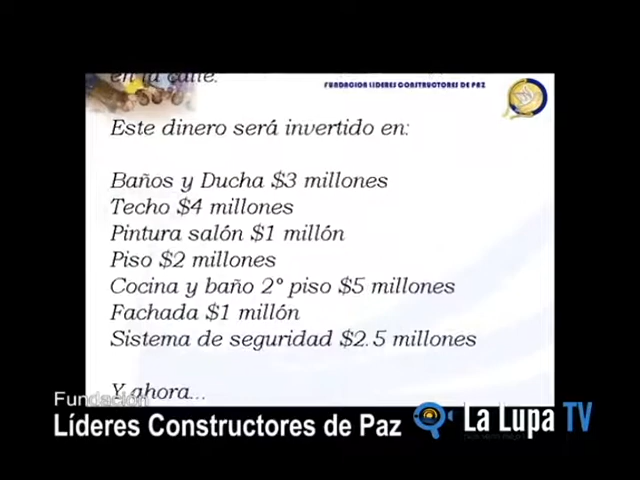 en la calle.
FUNDACION LIDERES CONSTRUCTORES DE PAZ
Este dinero será invertido en:
Baños y Ducha $3 millones
Techo $4 millones
Pintura salón $1 millón
Piso $2 millones
Cocina y baño 2° piso $5 millones
Fachada $1 millón
Sistema de seguridad $2.5 millones
Y ahora...
Fundación
Líderes Constructores de Paz
La Lupa TV